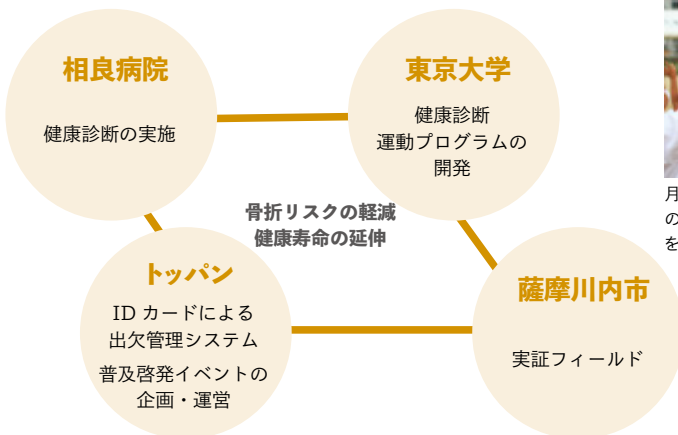 相良病院
健康診断の実施
東京大学
健康診断
運動プログラムの
開発
骨折リスクの軽減
健康寿命の延伸
トッパン
ID カードによる
出欠管理システム
普及啓発イベントの
企画・運営
薩摩川内市
実証フィールド
月
の
を